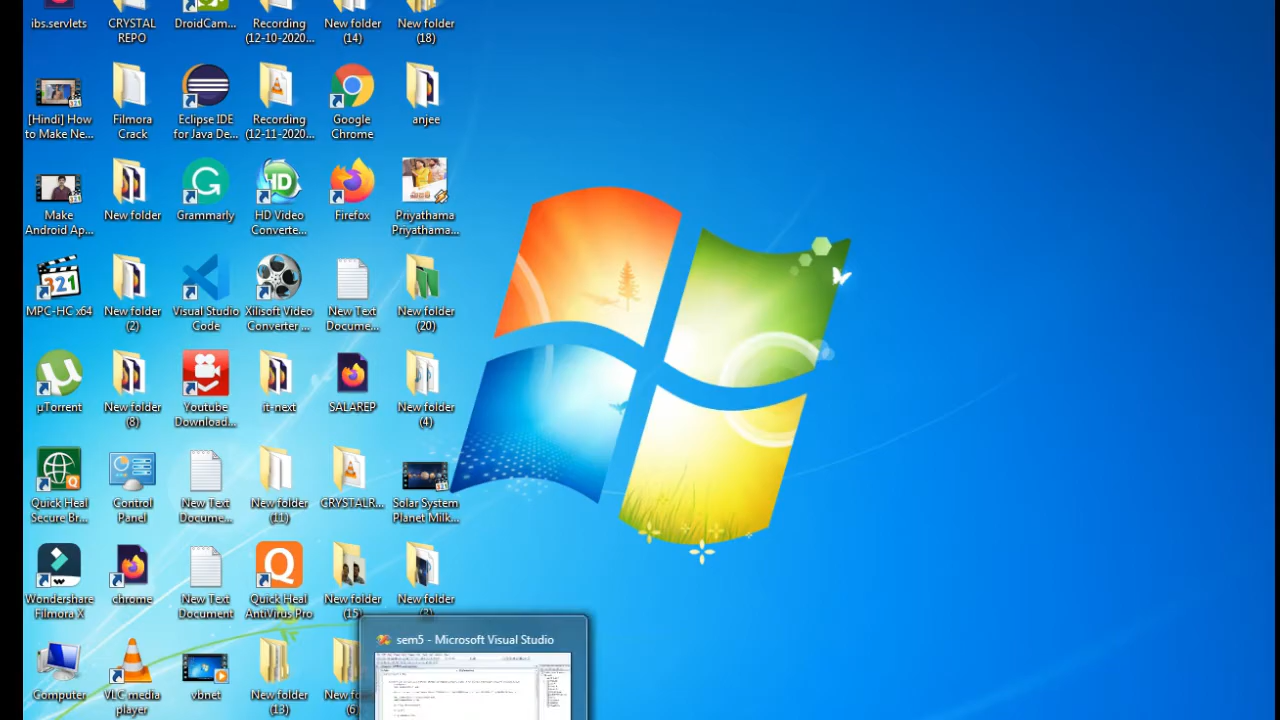 ibs.servlets
CRYSTAL
REPO
DroidCam...
Recording
(12-10-2020...
New folder
(14)
New folder
(18)
[Hindi] How
to Make Ne...
Filmora
Crack
Eclipse IDE
for Java De...
Recording
(12-11-2020...
Google
Chrome
anjee
Make
Android Ap...
New folder
Grammarly
HD Video
Converte...
Firefox
Priyathama
Priyathama...
MPC-HC x64
New folder
(2)
Visual Studio
Code
Xilisoft Video
Converter ...
New Text
Docume...
New folder
(20)
µTorrent
New folder
(8)
Youtube
Download...
it-next
SALAREP
New folder
(4)
Quick Heal
Secure Br...
Control
Panel
New Text
Docume...
New folder
(11)
CRYSTALR...
Solar System
Planet Milk...
Wondershare
Filmora X
chrome
New Text
Document
Quick Heal
AntiVirus Pro
New folder
(15)
New folder
sem5 - Microsoft Visual Studio
Computer
VLC media
player
vbnet
New folder
(13)